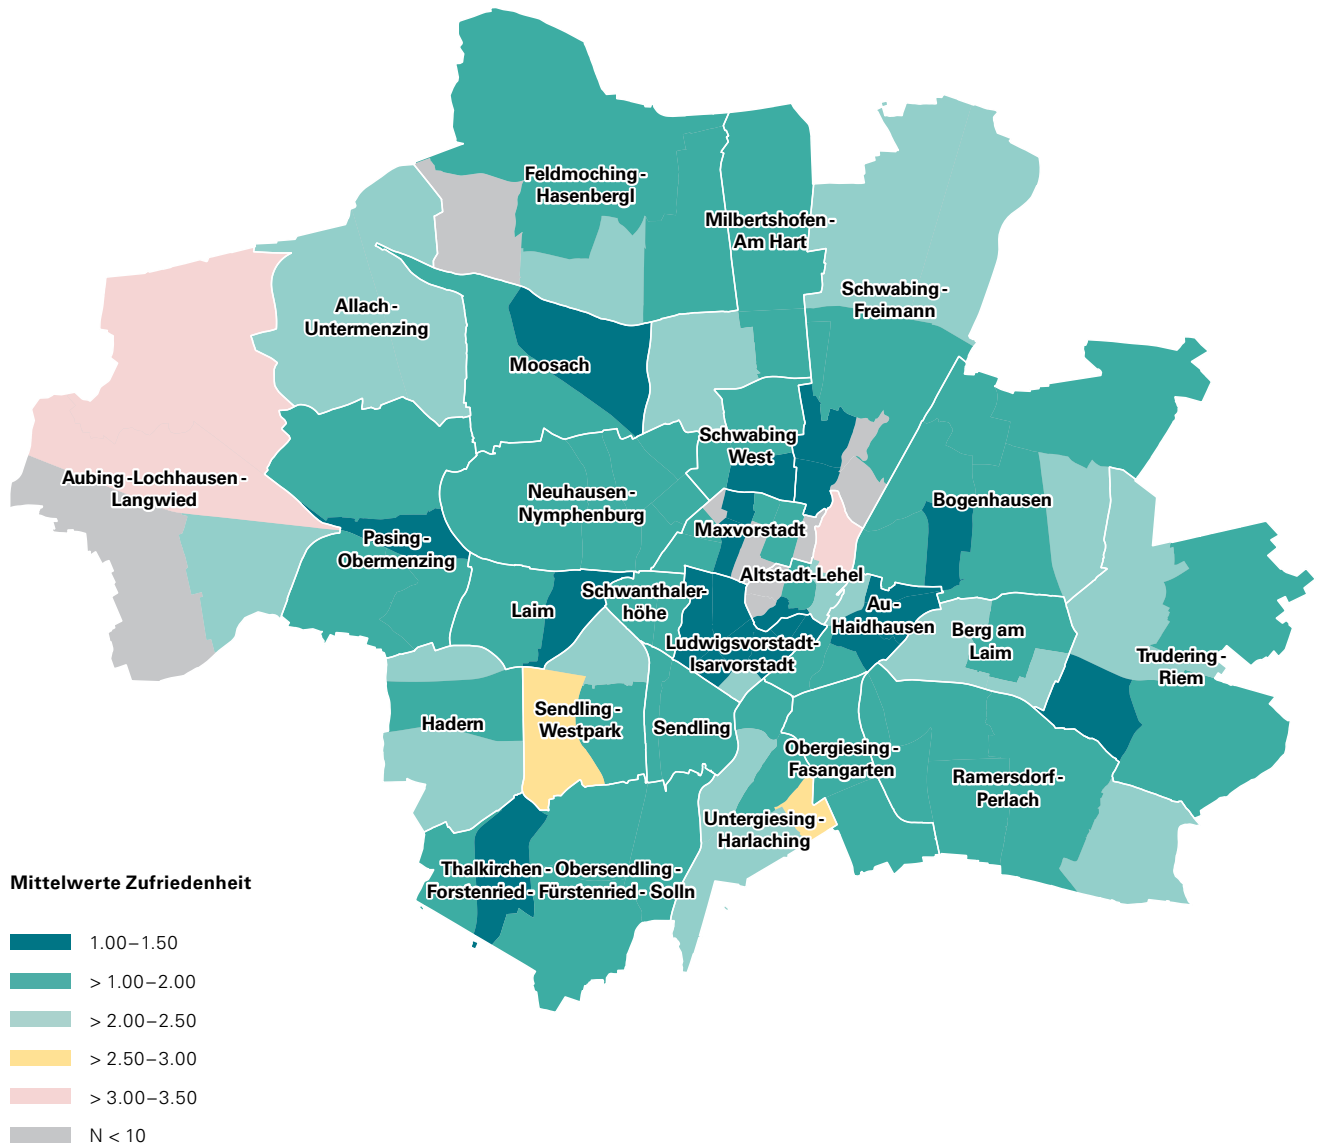 Feldmoching-
Hasenbergl
Milbertshofen-
Am Hart
Schwabing-
Freimann
Allach-
Untermenzing
Moosach
Schwabing
West
Aubing-Lochhausen-
Langwied
Neuhausen-
Nymphenburg
Bogenhausen
Maxvorstadt
Pasing-
Obermenzing
Altstadt-Lehel
Schwanthaler-
höhe
Laim
Au-
Haidhausen
Ludwigsvorstadt-
Isarvorstadt
Berg am
Laim
Trudering-
Riem
Hadern
Sendling-
Westpark
Sendling
Obergiesing-
Fasangarten
Ramersdorf-
Perlach
Untergiesing-
Harlaching
Thalkirchen-Obersendling-
Forstenried-Fürstenried-Solln
Mittelwerte Zufriedenheit
1.00–1.50
> 1.00–2.00
> 2.00–2.50
> 2.50–3.00
> 3.00–3.50
N < 10